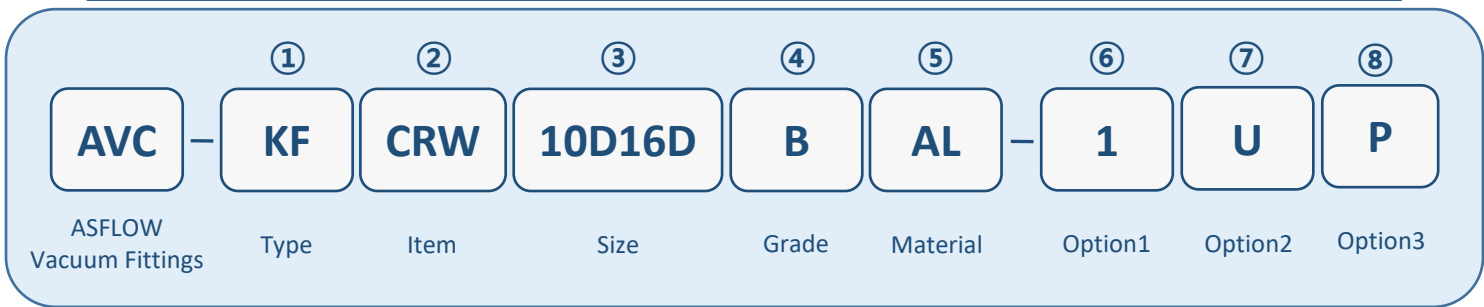 ① ② ③ ④ ⑤ ⑥ ⑦ ⑧
AVC – KF CRW 10D16D B AL – 1 U P
ASFLOW
Vacuum Fittings
Type Item Size Grade Material Option1 Option2 Option3